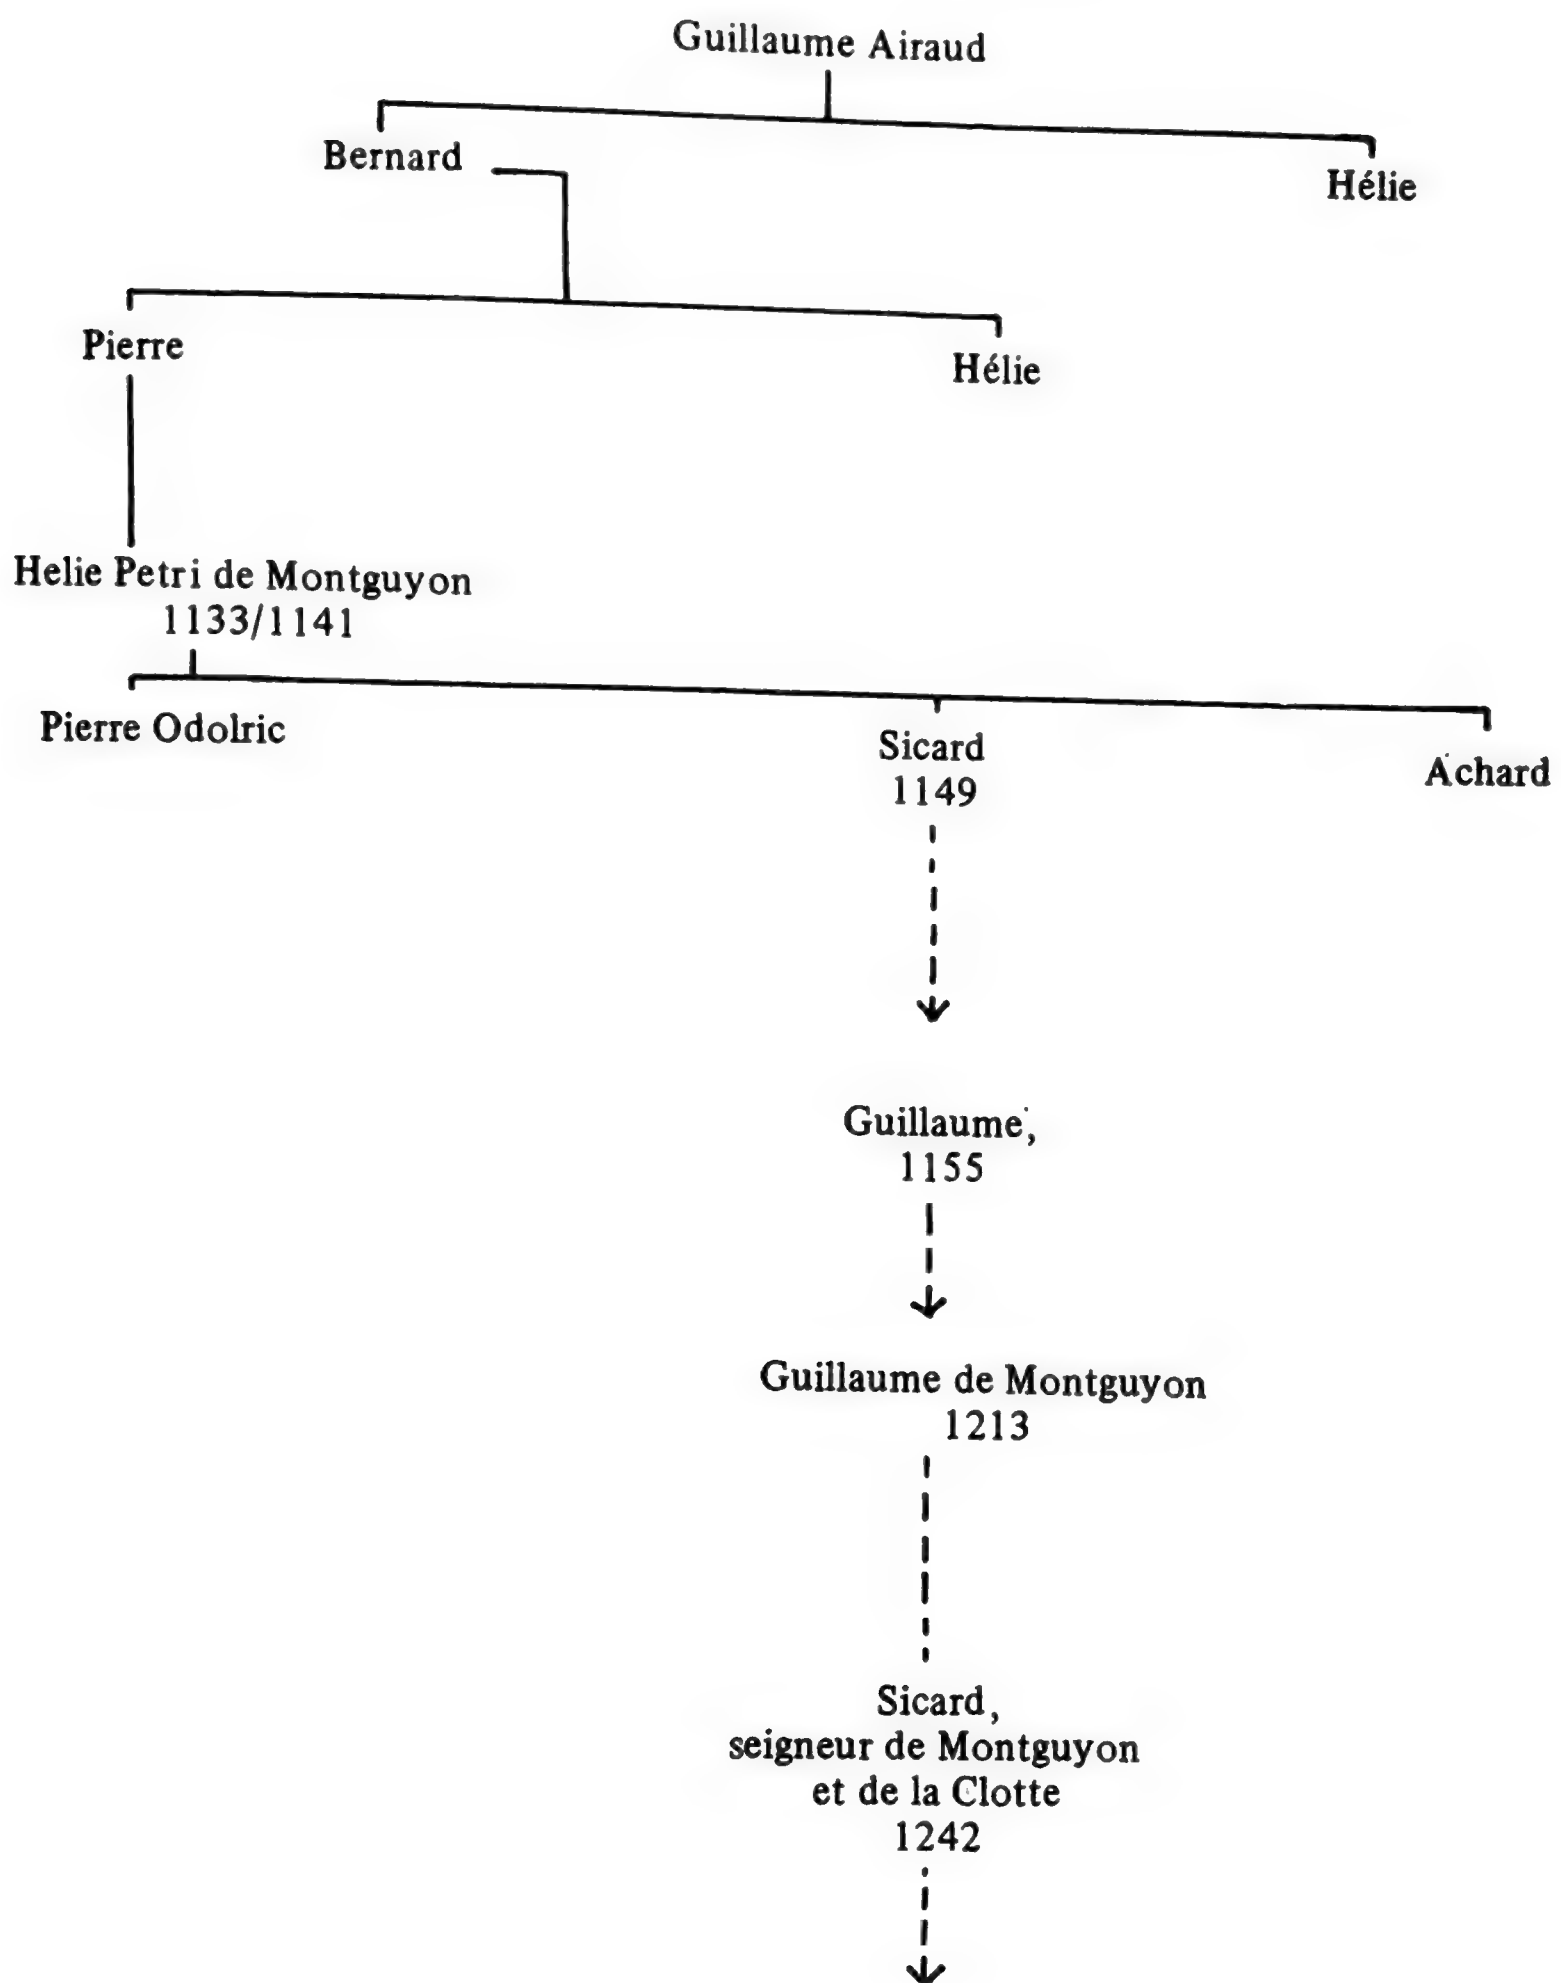 Guillaume Airaud
Bernard
Hélie
Pierre
Hélie
Helie Petri de Montguyon
1133/1141
Pierre Odolric
Sicard
1149
Achard
Guillaume,
1155
Guillaume de Montguyon
1213
Sicard,
seigneur de Montguyon
et de la Clotte
1242